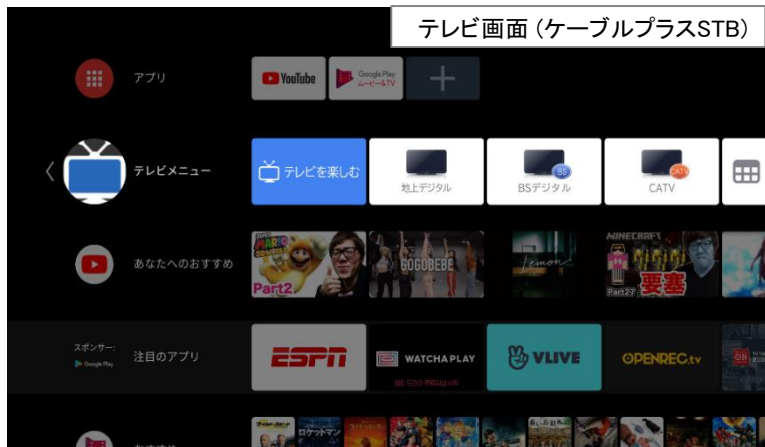 テレビ画面（ケーブルプラスSTB）
アプリ
YouTube
Google Play
ムービー&TV
テレビメニュー
テレビを楽しむ
地上デジタル
BS
BSデジタル
CATV
CATV
あなたへのおすすめ
MARIO
Part2
GOGOBEBE
Lemon
MINECRAFT
Part27
要塞
スポンサー:
Google Play
注目のアプリ
ESPN
WATCHA PLAY
VLIVE
OPENREC.tv
ON
ロケットマン